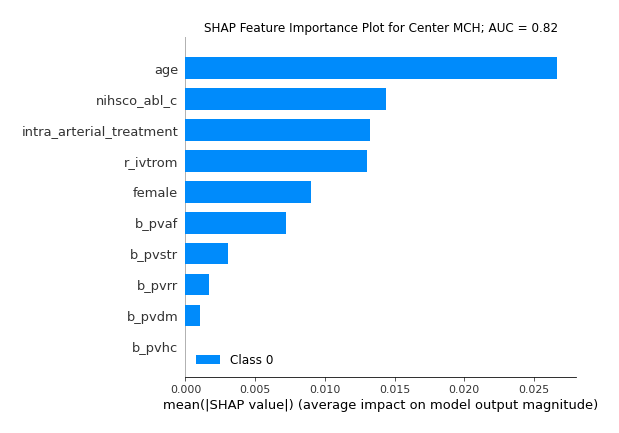 SHAP Feature Importance Plot for Center MCH; AUC = 0.82
age
nihsco_abl_c
intra_arterial_treatment
r_ivtrom
female
b_pvaf
b_pvstr
b_pvrr
b_pvdm
b_pvhc
Class 0
0.000 0.005 0.010 0.015 0.020 0.025
mean(|SHAP value|) (average impact on model output magnitude)